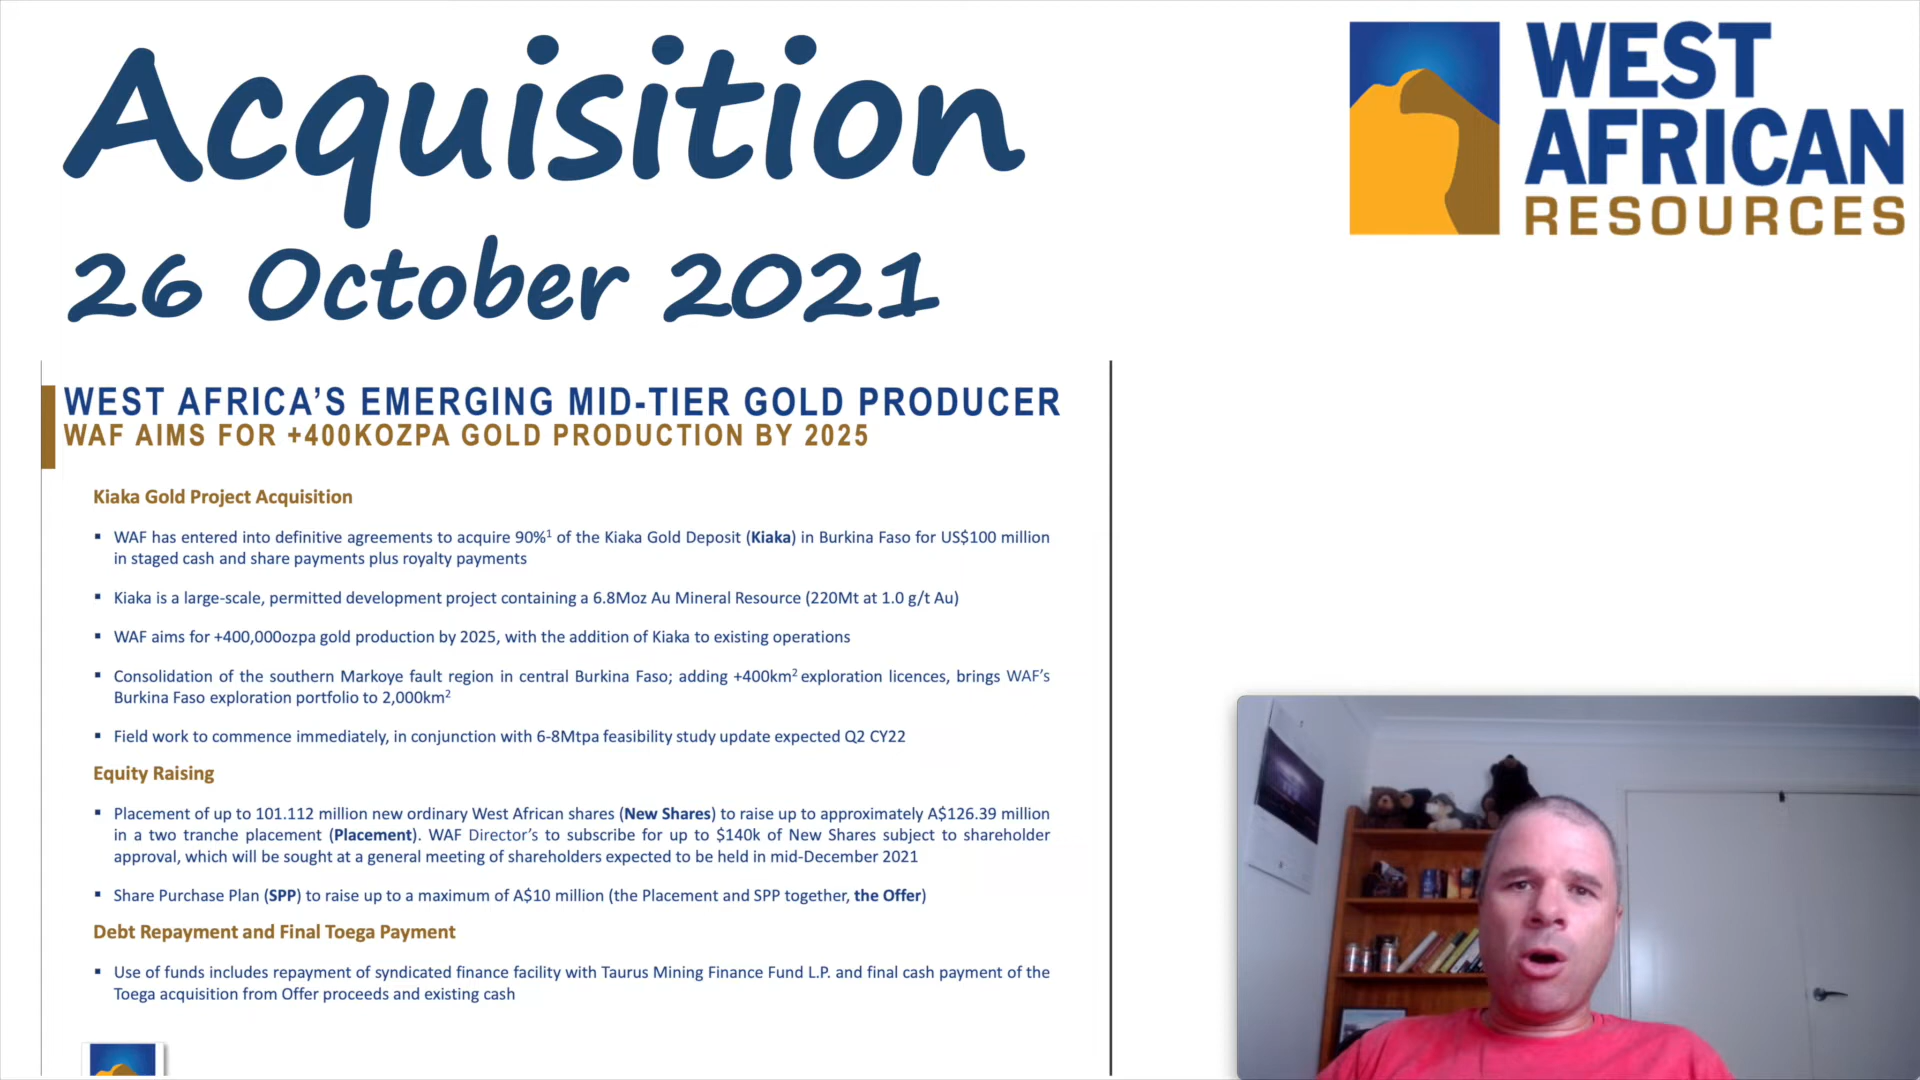 Acquisition
26 October 2021
WEST
AFRICAN
RESOURCES
WEST AFRICA’S EMERGING MID-TIER GOLD PRODUCER
WAF AIMS FOR +400KOZPA GOLD PRODUCTION BY 2025
Kiaka Gold Project Acquisition
▪ WAF has entered into definitive agreements to acquire 90%¹ of the Kiaka Gold Deposit (Kiaka) in Burkina Faso for US$100 million
in staged cash and share payments plus royalty payments
▪ Kiaka is a large-scale, permitted development project containing a 6.8Moz Au Mineral Resource (220Mt at 1.0 g/t Au)
▪ WAF aims for +400,000ozpa gold production by 2025, with the addition of Kiaka to existing operations
▪ Consolidation of the southern Markoye fault region in central Burkina Faso; adding +400km² exploration licences, brings WAF’s
Burkina Faso exploration portfolio to 2,000km²
▪ Field work to commence immediately, in conjunction with 6-8Mtpa feasibility study update expected Q2 CY22
Equity Raising
▪ Placement of up to 101.112 million new ordinary West African shares (New Shares) to raise up to approximately A$126.39 million
in a two tranche placement (Placement). WAF Director’s to subscribe for up to $140k of New Shares subject to shareholder
approval, which will be sought at a general meeting of shareholders expected to be held in mid-December 2021
▪ Share Purchase Plan (SPP) to raise up to a maximum of A$10 million (the Placement and SPP together, the Offer)
Debt Repayment and Final Toega Payment
▪ Use of funds includes repayment of syndicated finance facility with Taurus Mining Finance Fund L.P. and final cash payment of the
Toega acquisition from Offer proceeds and existing cash